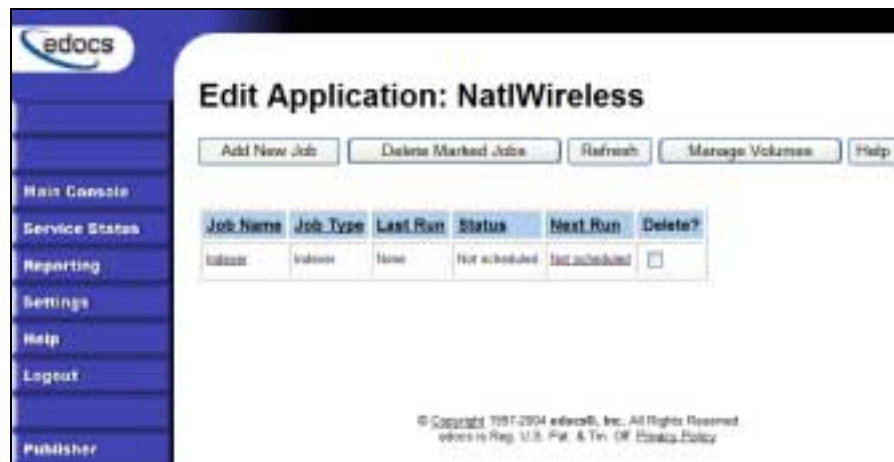 edocs
Edit Application: NatlWireless
Add New Job Delete Marked Jobs Refresh Manage Volumes Help
Main Console
Service Status
Reporting
Settings
Help
Logout
Publisher
Job Name Job Type Last Run Status Next Run Delete?
Indexer Indexer None Not scheduled Not scheduled
© Copyright 1997-2004 edocs®, Inc. All Rights Reserved
edocs is Reg. U.S. Pat. & Tm. Off. Privacy Policy